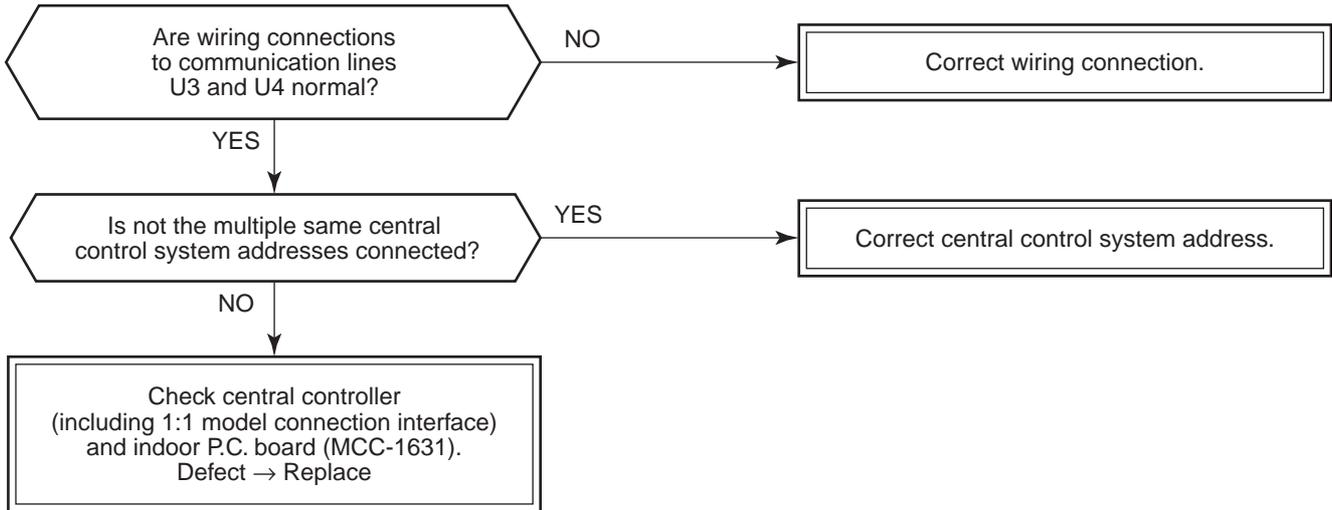 Are wiring connections
to communication lines
U3 and U4 normal?
NO
Correct wiring connection.
YES
Is not the multiple same central
control system addresses connected?
YES
Correct central control system address.
NO
Check central controller
(including 1:1 model connection interface)
and indoor P.C. board (MCC-1631).
Defect → Replace